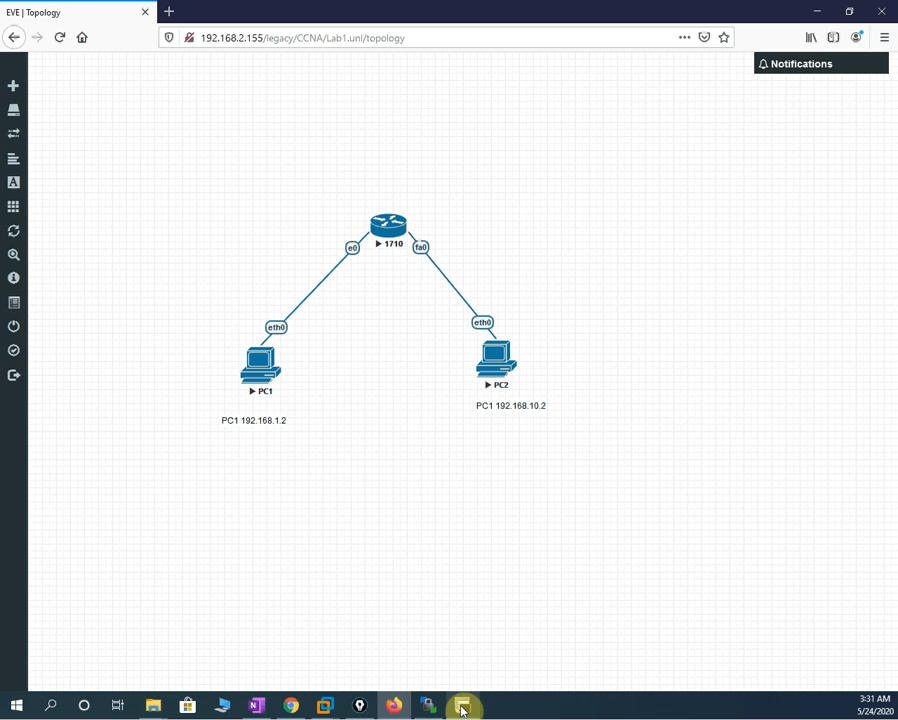 EVE | Topology
192.168.2.155/legacy/CCNA/Lab1.unl/topology
Notifications
1710
e0
fa0
eth0
eth0
PC1
PC2
PC1 192.168.1.2
PC1 192.168.10.2
3:31 AM
5/24/2020